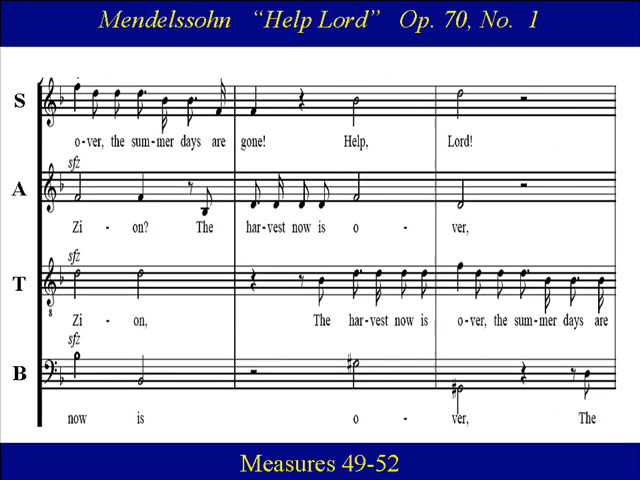 Mendelssohn "Help Lord" Op. 70, No. 1
S
o - ver, the sum - mer days are gone! Help, Lord!
sfz
A
Zi - on? The har - vest now is o - ver,
sfz
T
8
Zi - on, The har - vest now is o - ver, the sum - mer days are
sfz
B
now is o - ver, The
Measures 49-52